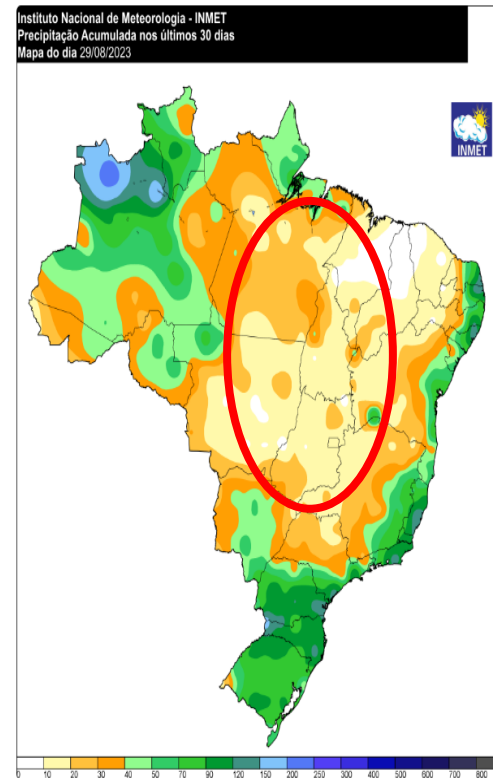 Instituto Nacional de Meteorologia - INMET
Precipitação Acumulada nos últimos 30 dias
Mapa do dia 29/08/2023
INMET
0 10 20 30 40 50 70 90 120 150 200 250 300 400 500 600 700 800